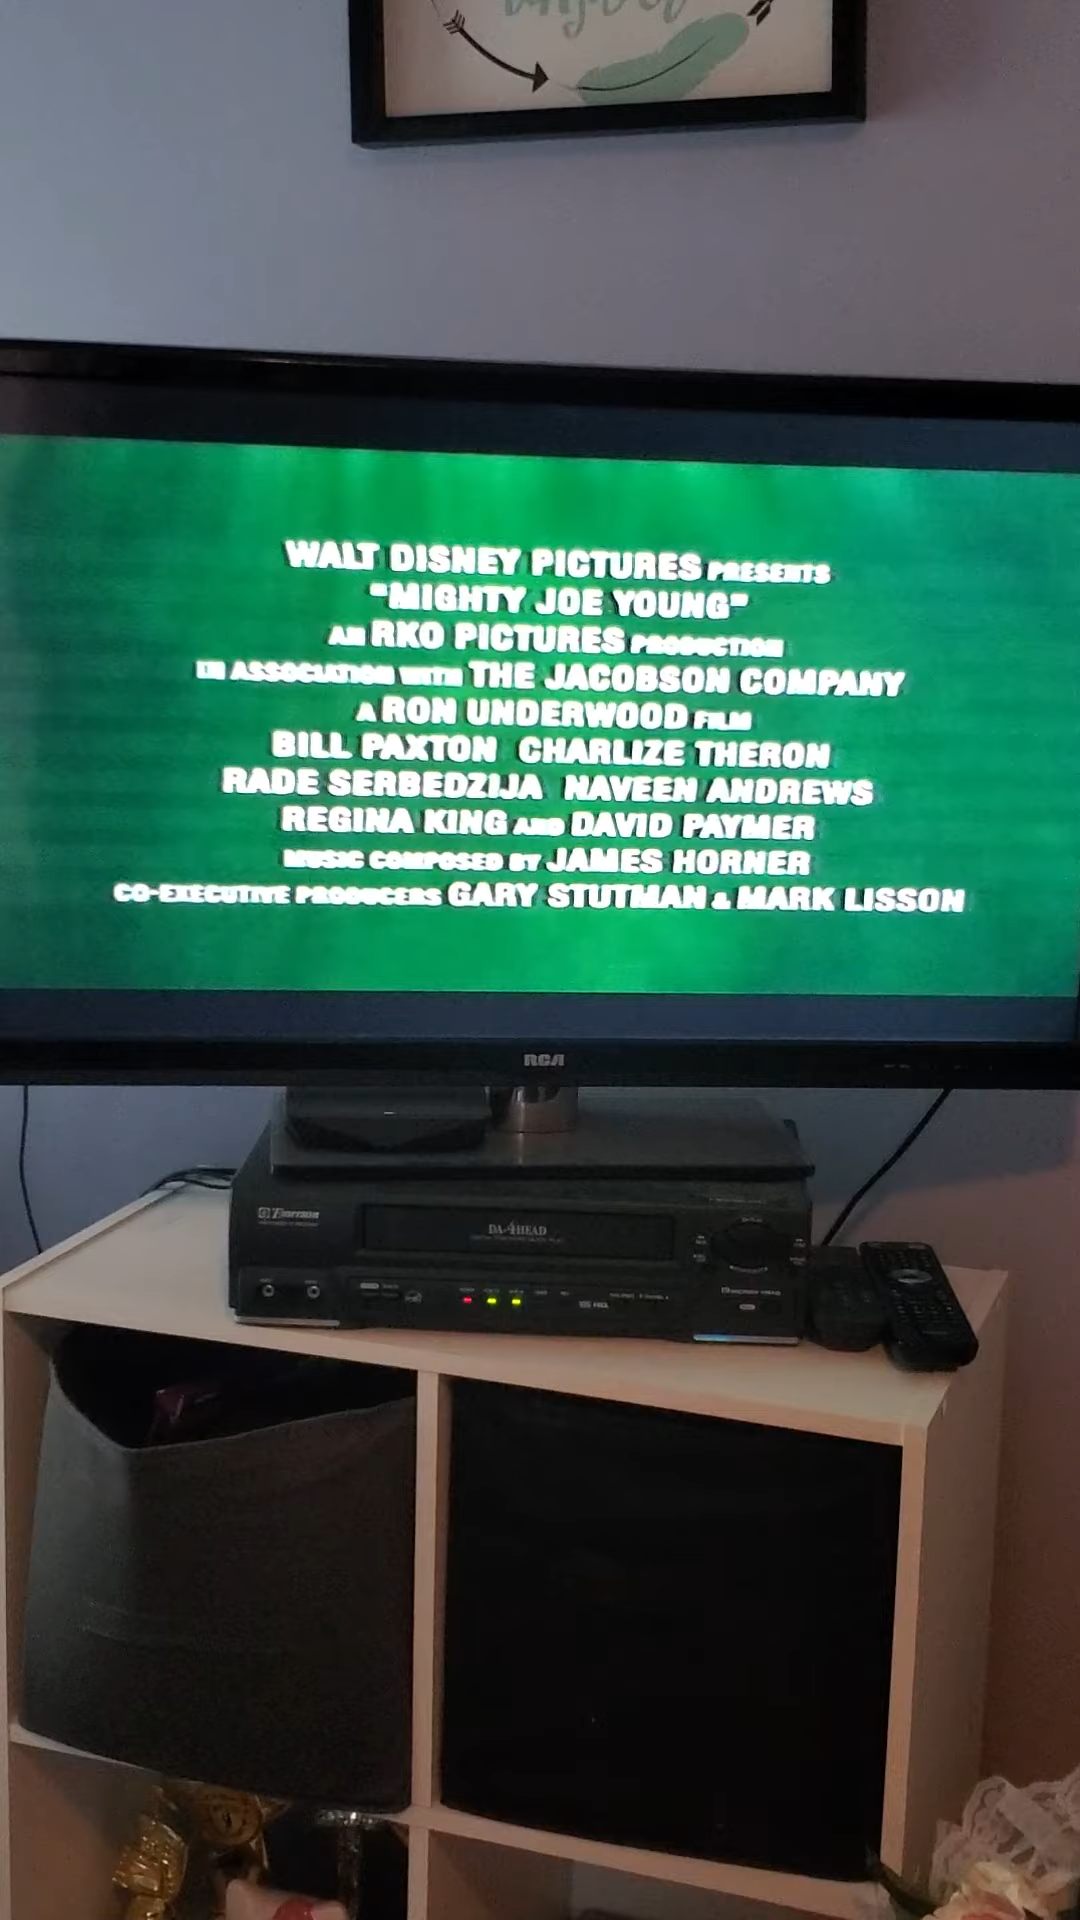 WALT DISNEY PICTURES PRESENTS
"MIGHTY JOE YOUNG"
AN RKO PICTURES PRODUCTION
IN ASSOCIATION WITH THE JACOBSON COMPANY
A RON UNDERWOOD FILM
BILL PAXTON CHARLIZE THERON
RADE SERBEDZIJA NAVEEN ANDREWS
REGINA KING AND DAVID PAYMER
MUSIC COMPOSED BY JAMES HORNER
CO-EXECUTIVE PRODUCERS GARY STUTMAN & MARK LISSON
RCA
Emerson
DA-4HEAD